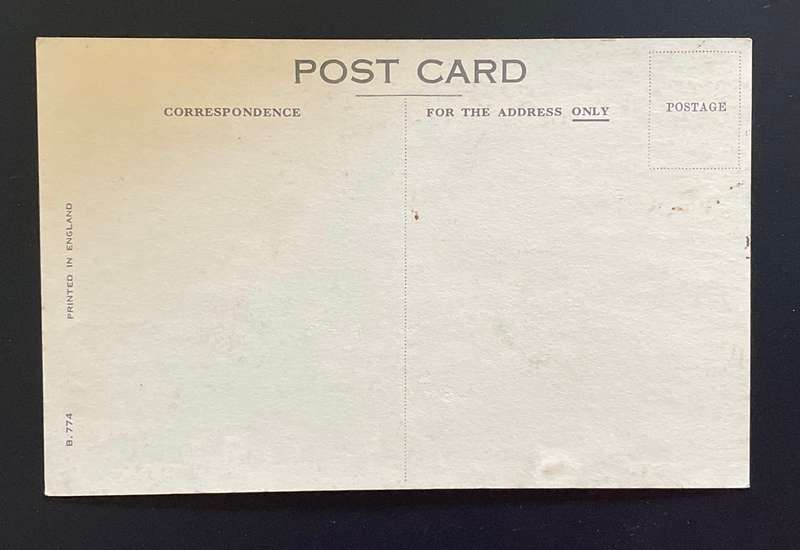 POST CARD
CORRESPONDENCE
FOR THE ADDRESS ONLY
POSTAGE
PRINTED IN ENGLAND
B. 774